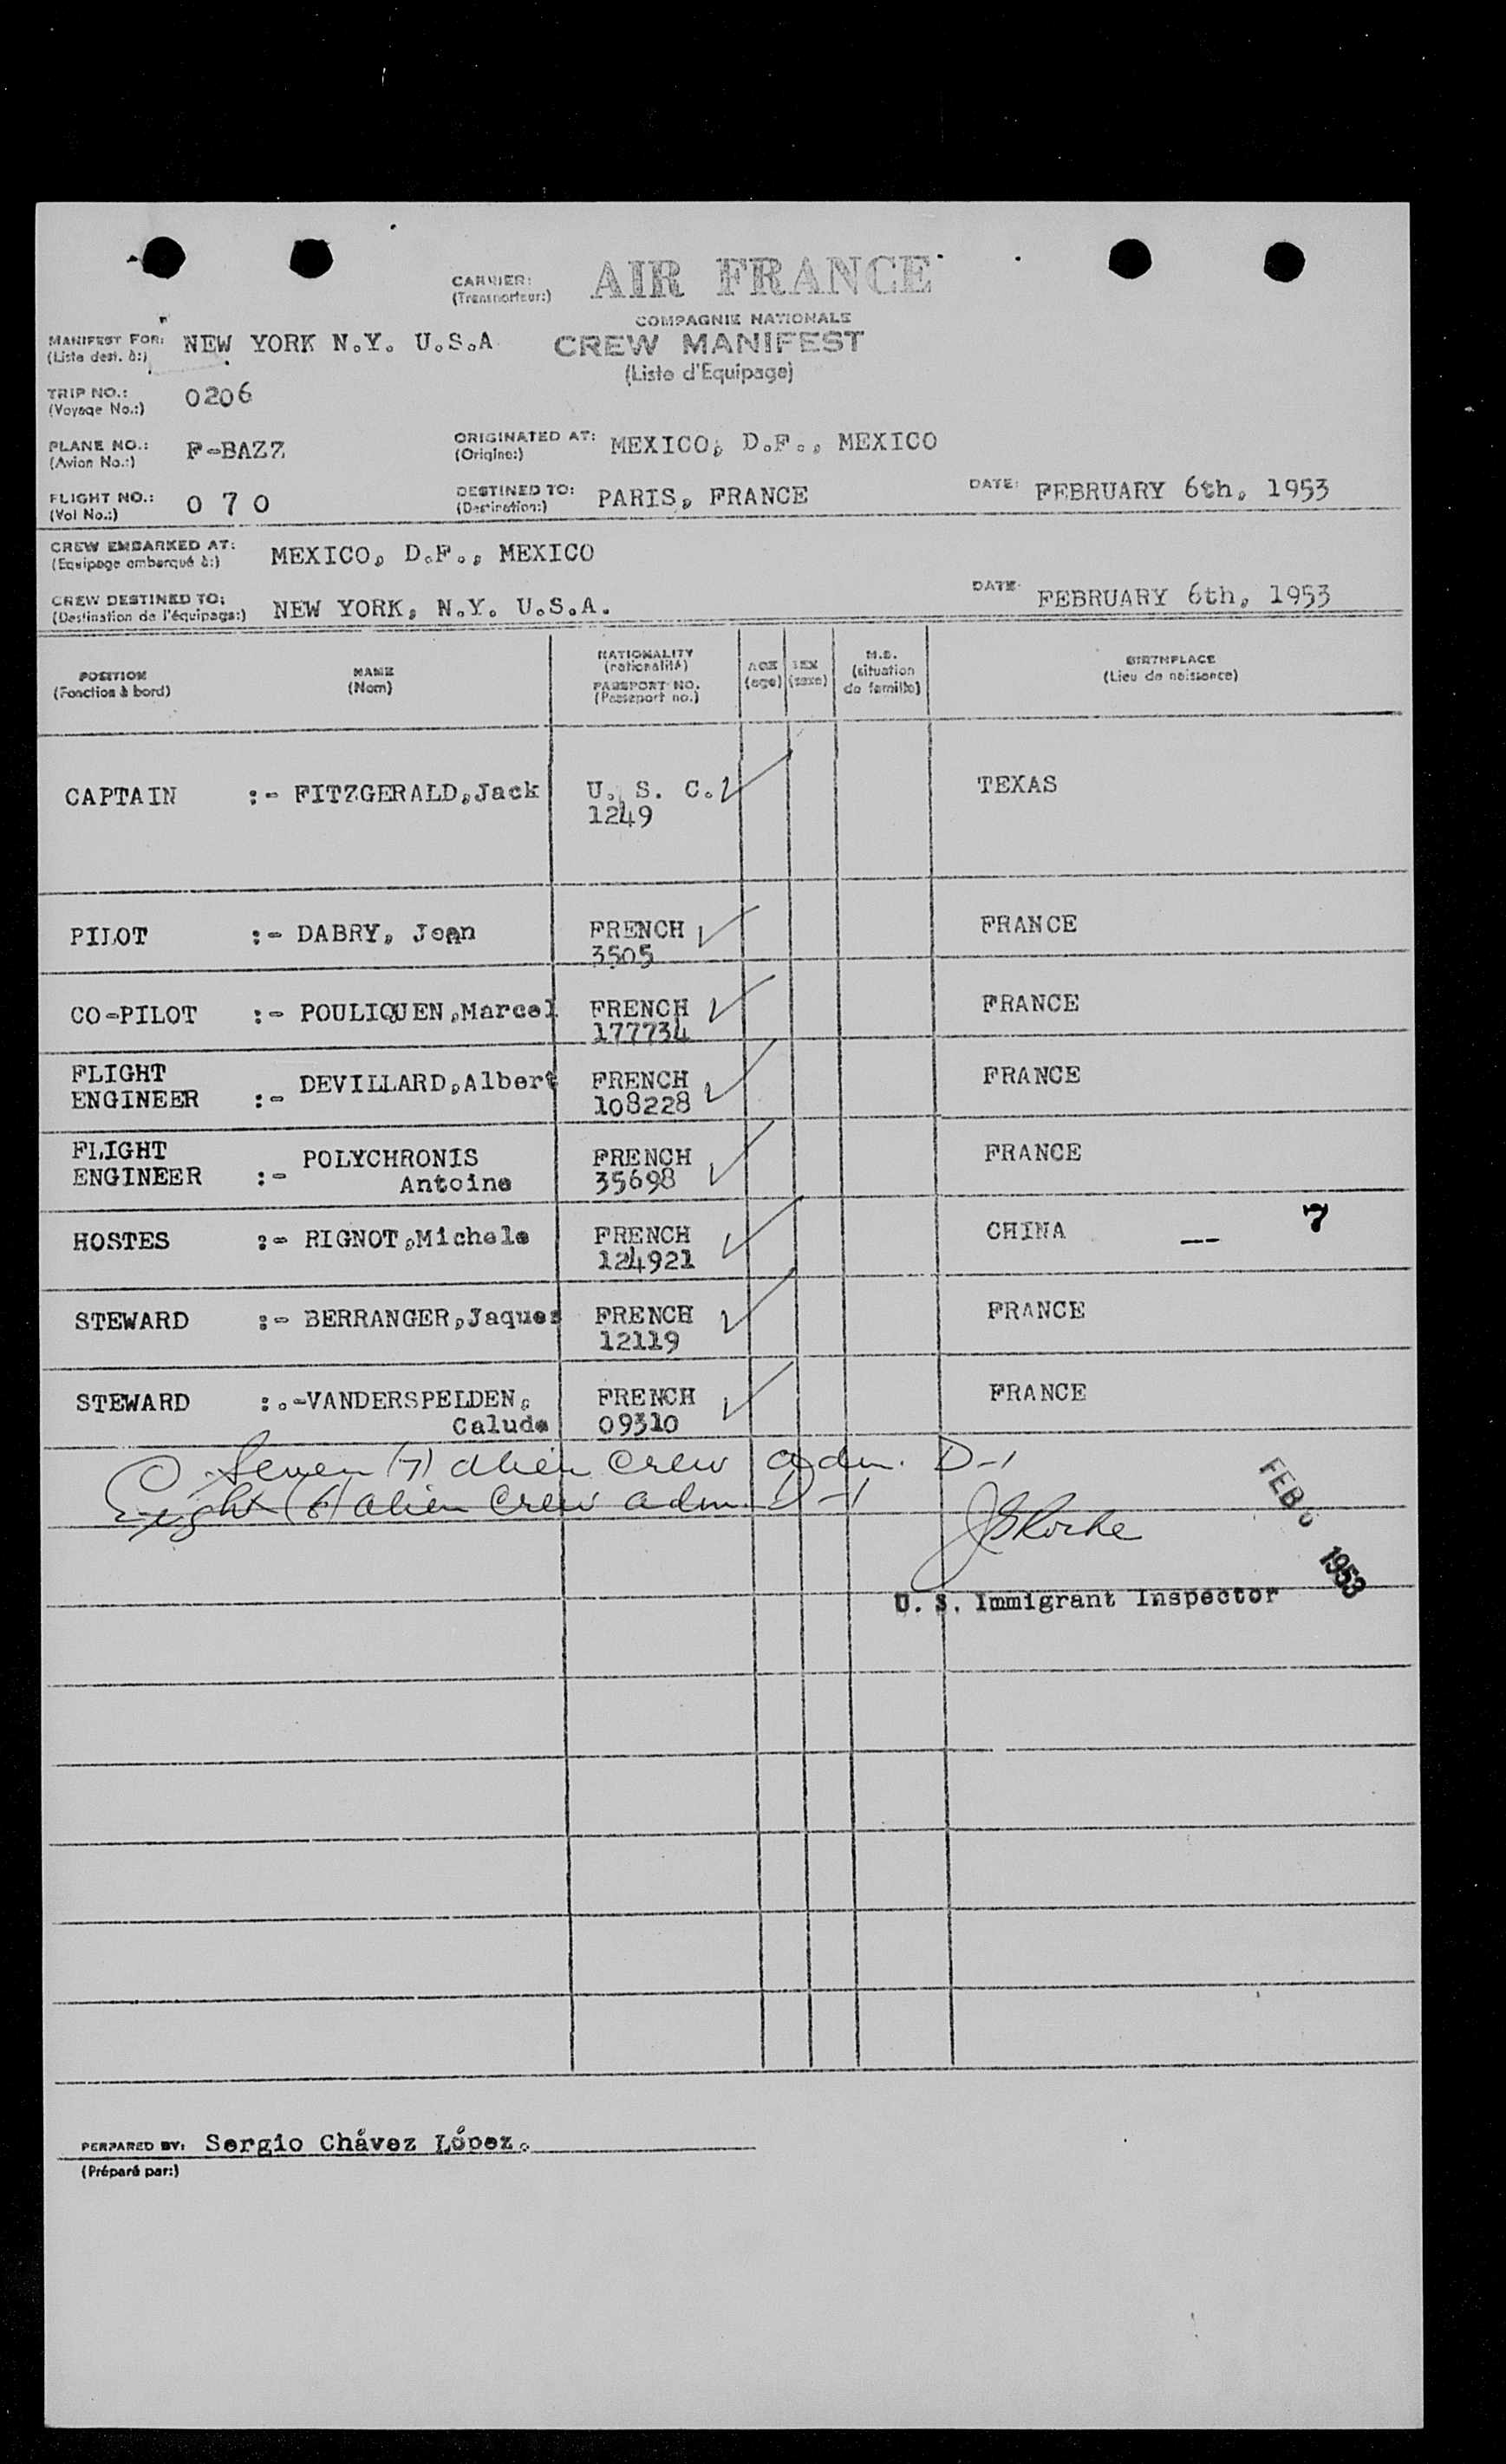 CARRIER: AIR FRANCE
(Transporteur:)
COMPAGNIE NATIONALE
MANIFEST FOR: NEW YORK N.Y. U.S.A
(Liste dest. à:)
CREW MANIFEST
(Liste d'Equipage)
TRIP NO.: 0206
(Voyage No.:)
PLANE NO.: F-BAZZ
(Avion No.:)
ORIGINATED AT: MEXICO, D.F., MEXICO
(Origine:)
FLIGHT NO.: 0 7 0
(Vol No.:)
DESTINED TO: PARIS, FRANCE
(Destination:)
DATE: FEBRUARY 6th, 1953
CREW EMBARKED AT: MEXICO, D.F., MEXICO
(Equipage embarqué à:)
CREW DESTINED TO: NEW YORK, N.Y. U.S.A.
(Destination de l'équipage:)
DATE: FEBRUARY 6th, 1953
POSITION
(Fonction à bord)
NAME
(Nom)
NATIONALITY
(nationalité)
PASSPORT NO.
(Passeport no.)
AGE
(age)
SEX
(sexe)
M.S.
(situation
de famille)
BIRTHPLACE
(Lieu de naissance)
CAPTAIN :- FITZGERALD,Jack U. S. C. TEXAS
1249
PILOT :- DABRY, Jean FRENCH FRANCE
3505
CO-PILOT :- POULIQUEN,Marcel FRENCH FRANCE
177734
FLIGHT
ENGINEER :- DEVILLARD,Albert FRENCH FRANCE
108228
FLIGHT
ENGINEER :- POLYCHRONIS FRENCH FRANCE
Antoine 35698
HOSTES :- RIGNOT,Michele FRENCH CHINA -- 7
124921
STEWARD :- BERRANGER,Jaques FRENCH FRANCE
12119
STEWARD :.-VANDERSPELDEN, FRENCH FRANCE
Calude 09310
Seven (7) alien crew adm. D-1
Eight (8) alien crew adm. D-1
FEB 6 1953
U. S. Immigrant Inspector
PERPARED BY: Sergio Chávez López.
(Préparé par:)